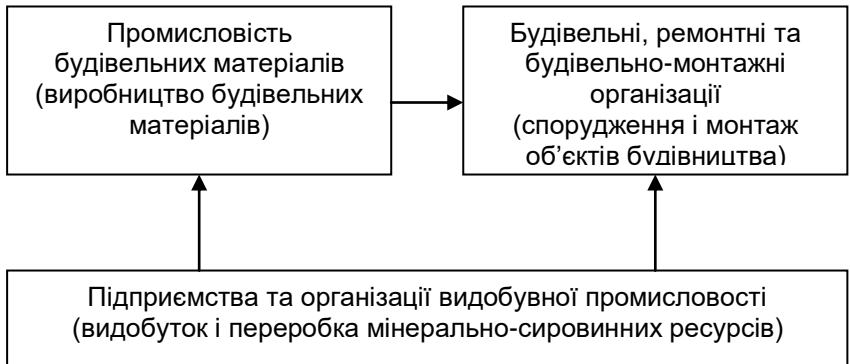 Промисловість
будівельних матеріалів
(виробництво будівельних
матеріалів)
Будівельні, ремонтні та
будівельно-монтажні
організації
(спорудження і монтаж
об’єктів будівництва)
Підприємства та організації видобувної промисловості
(видобуток і переробка мінерально-сировинних ресурсів)